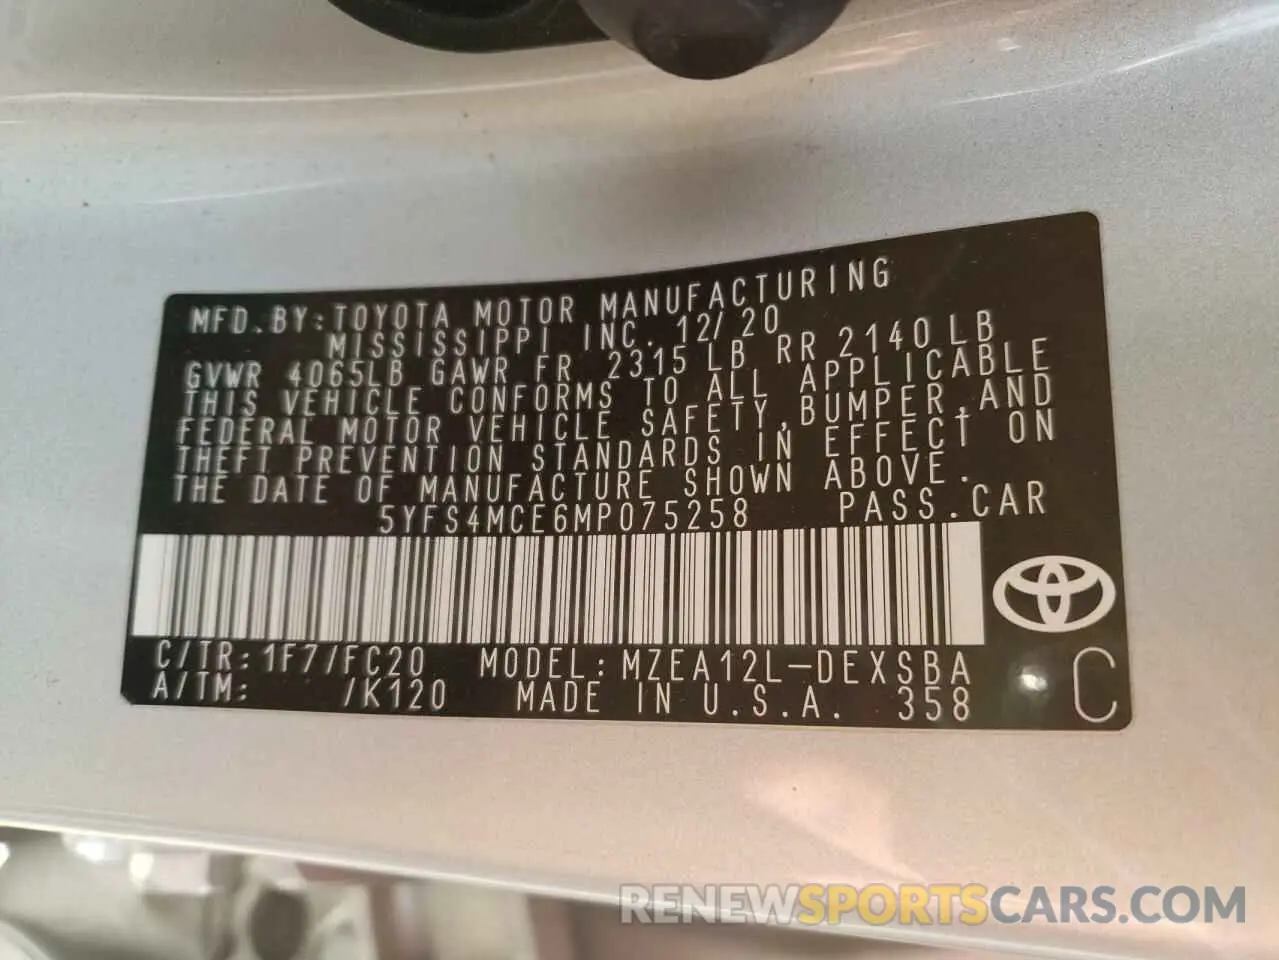 MFD. BY: TOYOTA MOTOR MANUFACTURING
MISSISSIPPI INC. 12/20
GVWR 4065LB GAWR FR 2315 LB RR 2140 LB
THIS VEHICLE CONFORMS TO ALL APPLICABLE
FEDERAL MOTOR VEHICLE SAFETY, BUMPER, AND
THEFT PREVENTION STANDARDS IN EFFECT ON
THE DATE OF MANUFACTURE SHOWN ABOVE.
5YFS4MCE6MP075258 PASS. CAR
C/TR: 1F7/FC20 MODEL: MZEA12L-DEXSBA
A/TM: /K120 MADE IN U.S.A. 358 C
RENEWSPORTSCARS.COM